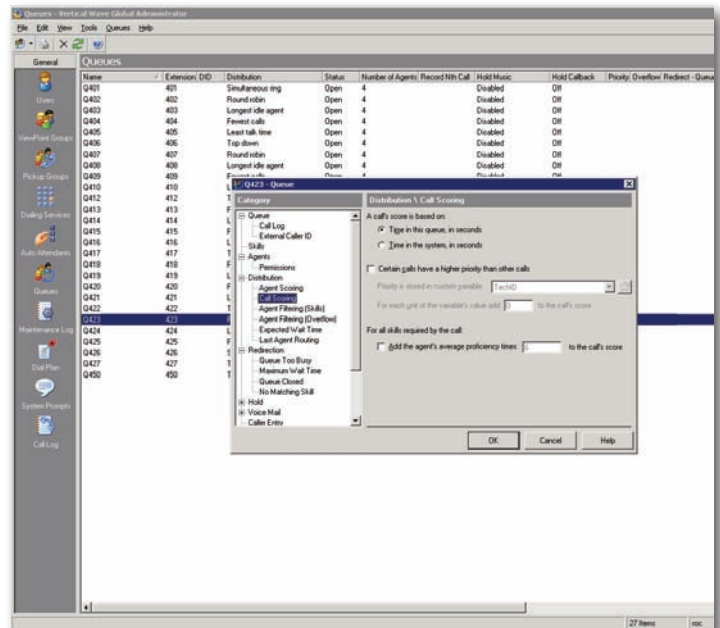 Queues - Vertical Wave Global Administrator
File Edit View Tools Queues Help
General
Queues
Name / Extension DID Distribution Status Number of Agents Record Nth Call Hold Music Hold Callback Priority Overflow Redirect - Queue
Q401 401 Simultaneous ring Open 4 Disabled Off
Q402 402 Round robin Open 4 Disabled Off
Q403 403 Longest idle agent Open 4 Disabled Off
Q404 404 Fewest calls Open 4 Disabled Off
Q405 405 Least talk time Open 4 Disabled Off
Q406 406 Top down Open 4 Disabled Off
Q407 407 Round robin Open 4 Disabled Off
Q408 408 Longest idle agent Open 4 Disabled Off
Q409 409 Fewest calls Open 4 Disabled Off
Q410 410 L
Q412 412 T
Q413 413 F
Q414 414 L
Q415 415 F
Q416 416 L
Q417 417 T
Q418 418 F
Q419 419 L
Q420 420 F
Q421 421 L
Q422 422 T
Q423 423
Q424 424 L
Q425 425 F
Q426 426 S
Q427 427 T
Q450 450 T
Users
ViewPoint Groups
Pickup Groups
Dialing Services
Auto Attendants
Queues
Maintenance Log
Dial Plan
System Prompts
Call Log
Q423 - Queue
Category
Queue
Call Log
External Caller ID
Skills
Agents
Permissions
Distribution
Agent Scoring
Call Scoring
Agent Filtering (Skills)
Agent Filtering (Overflow)
Expected Wait Time
Last Agent Routing
Redirection
Queue Too Busy
Maximum Wait Time
Queue Closed
No Matching Skill
Hold
Voice Mail
Caller Entry
Distribution \ Call Scoring
A call's score is based on:
Time in this queue, in seconds
Time in the system, in seconds
Certain calls have a higher priority than other calls
Priority is stored in custom variable: TechID
For each unit of the variable's value add 0 to the call's score
For all skills required by the call:
Add the agent's average proficiency times to the call's score
OK Cancel Help
27 Items roc